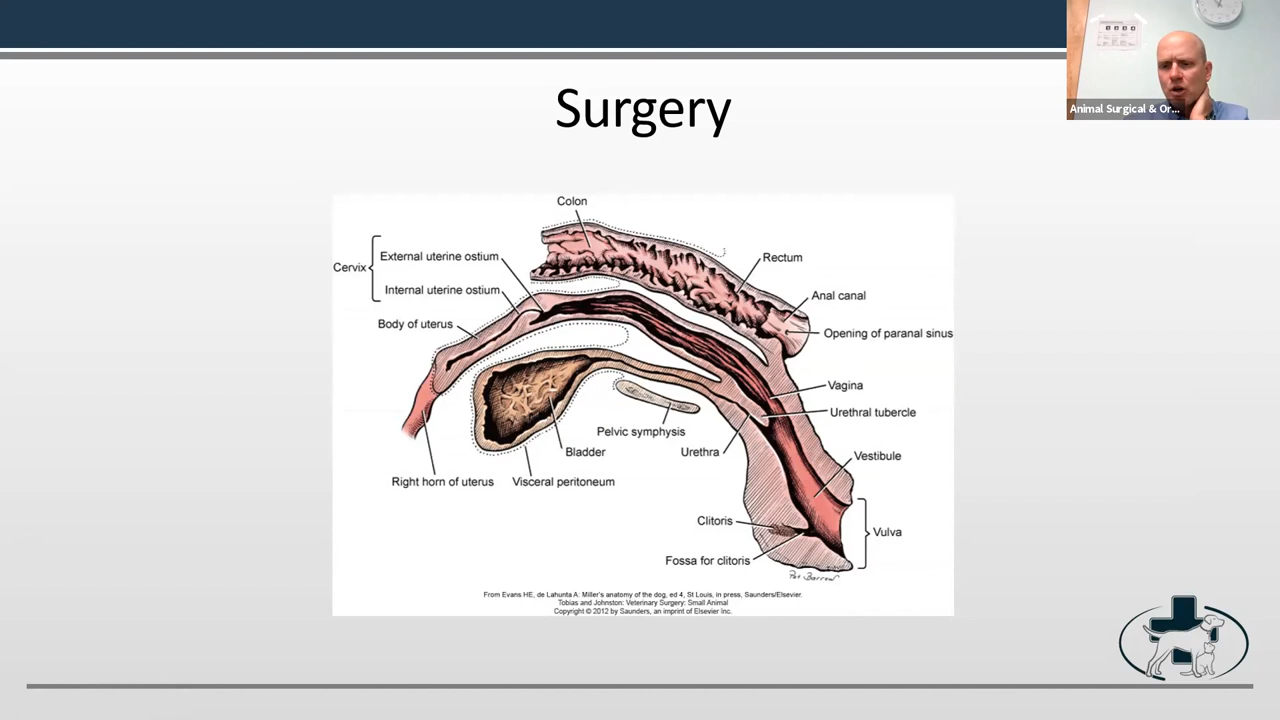 Animal Surgical & Or...
Surgery
Colon
External uterine ostium
Cervix
Internal uterine ostium
Body of uterus
Rectum
Anal canal
Opening of paranal sinus
Vagina
Urethral tubercle
Pelvic symphysis
Bladder
Urethra
Vestibule
Right horn of uterus
Visceral peritoneum
Clitoris
Vulva
Fossa for clitoris
Pat Barrow
From Evans HE, de Lahunta A: Miller's anatomy of the dog, ed 4, St Louis, in press, Saunders/Elsevier.
Tobias and Johnston: Veterinary Surgery: Small Animal
Copyright © 2012 by Saunders, an imprint of Elsevier Inc.